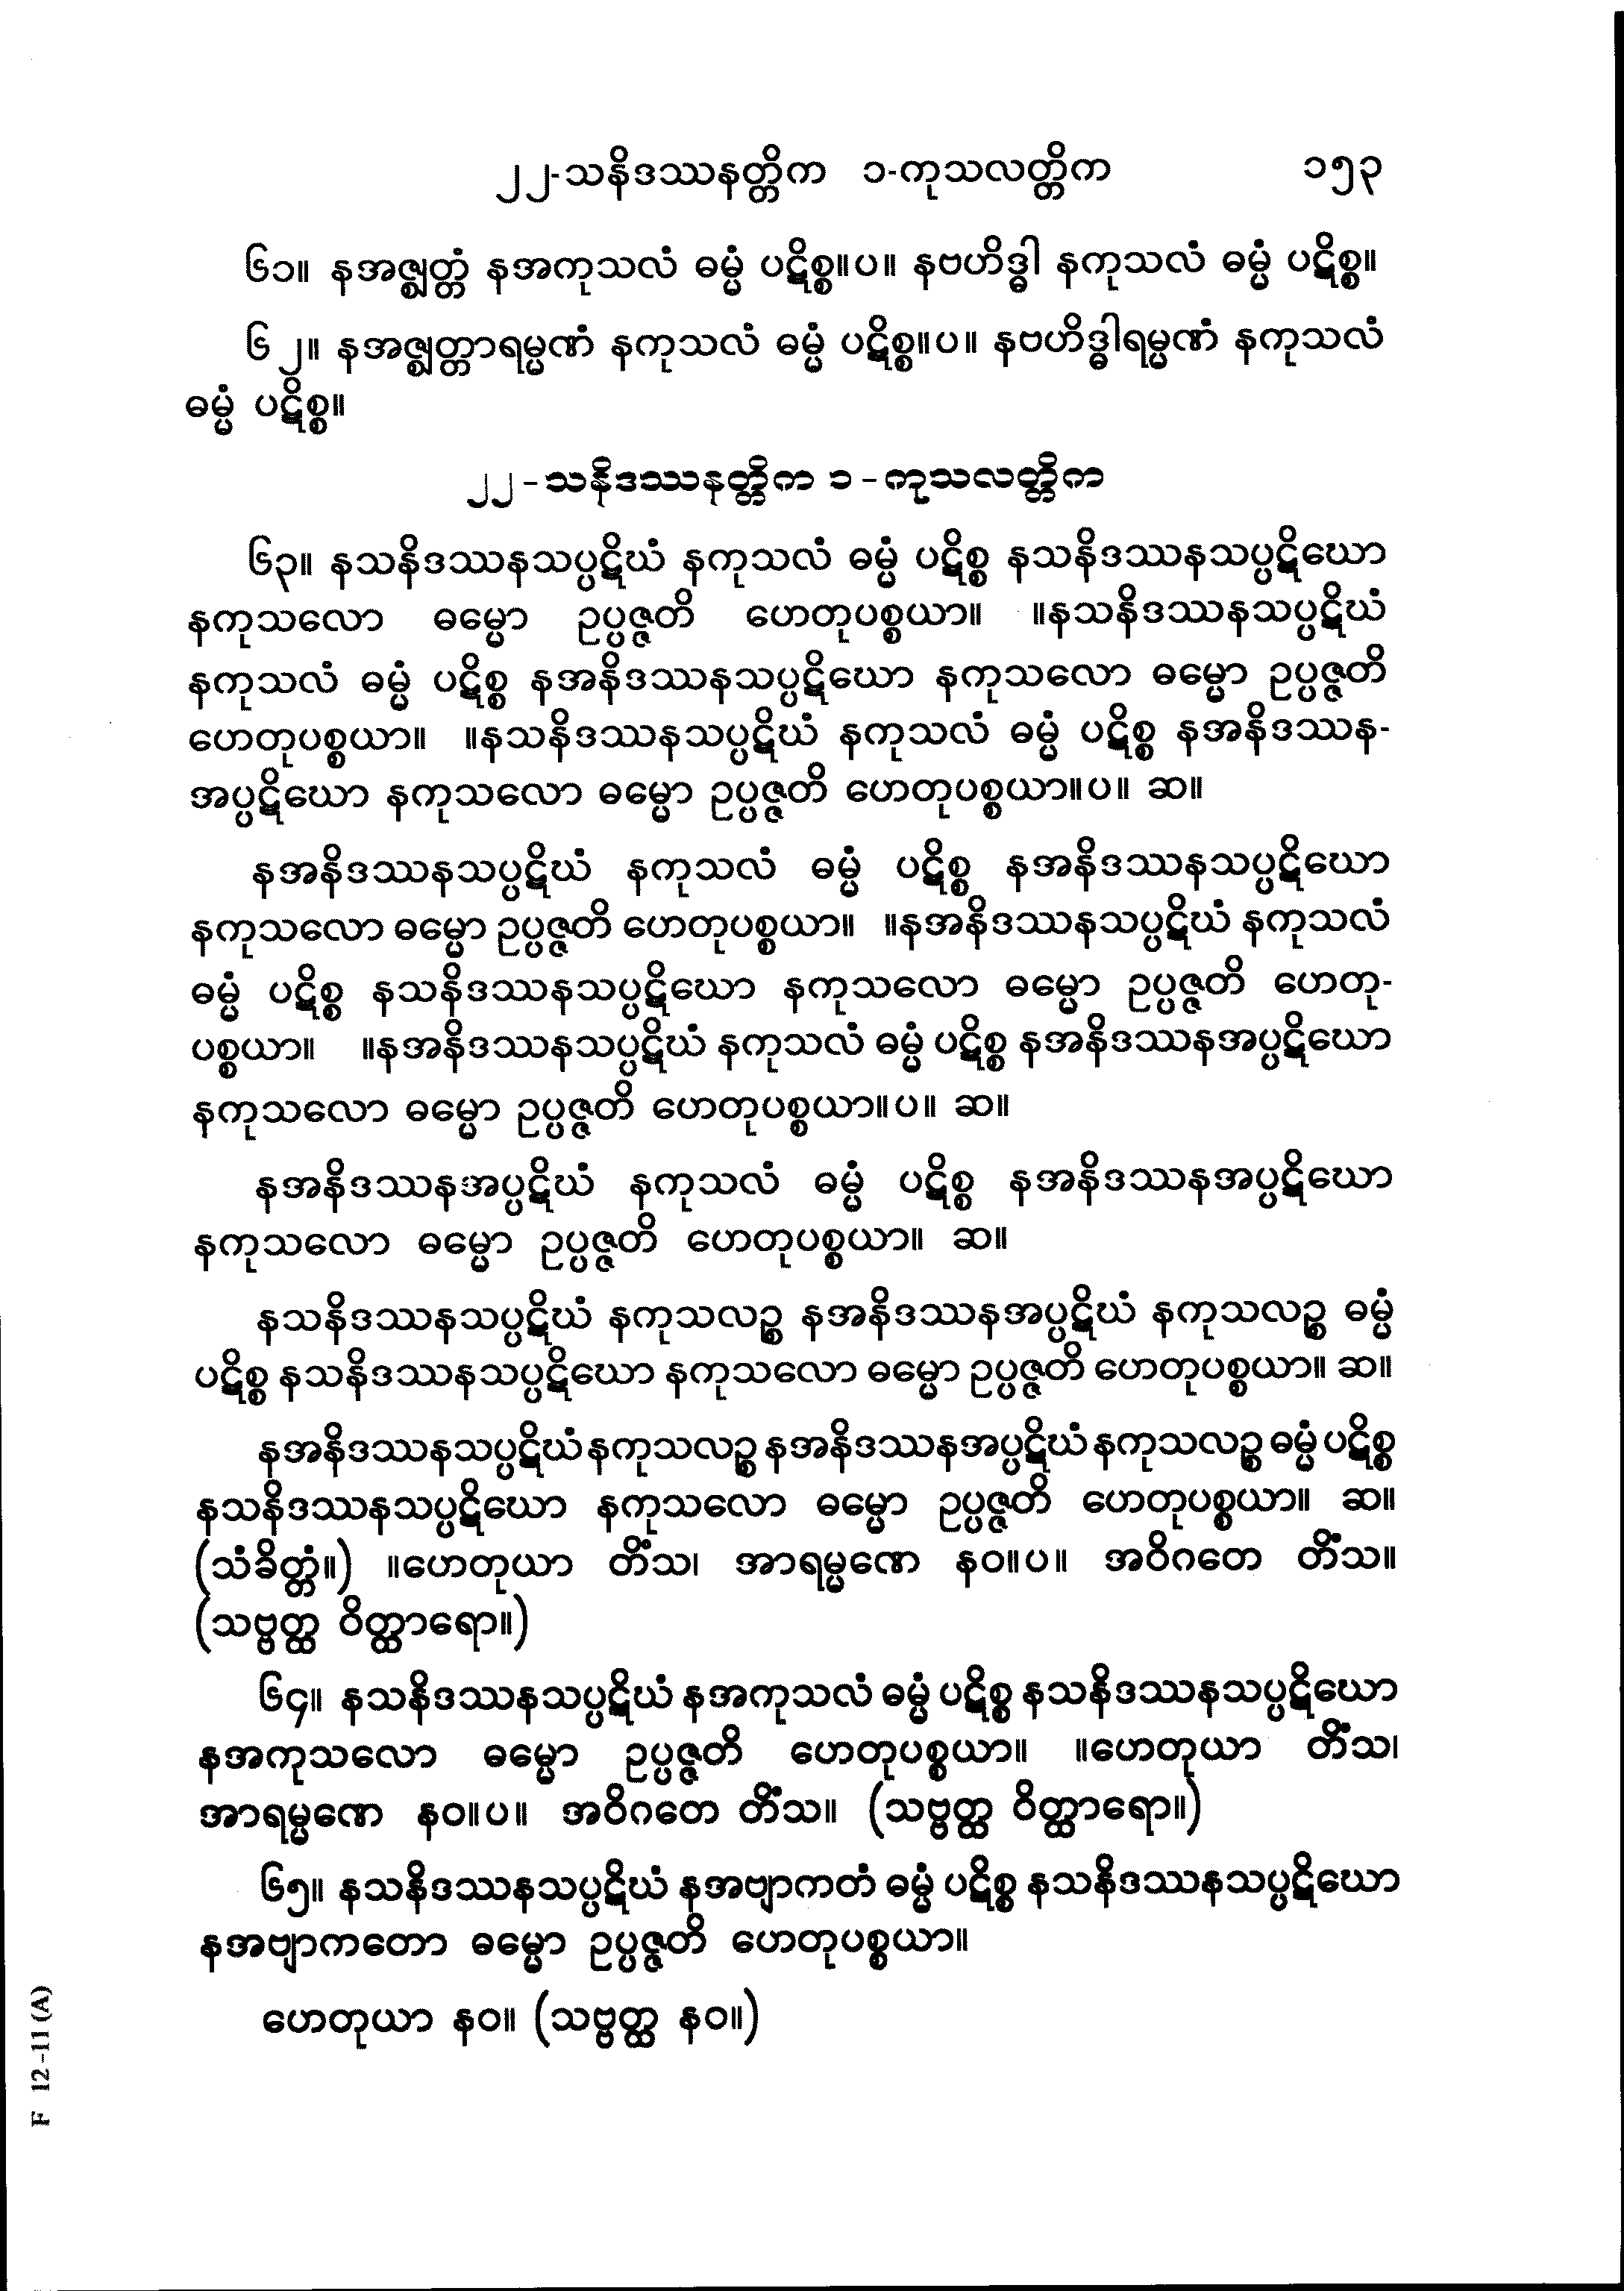 ၂၂-သနိဒဿနတ္တိက ၁-ကုသလတ္တိက ၁၅၃
၆၁။ နအဇ္ဈတ္တံ နအကုသလံ ဓမ္မံ ပဋိစ္စ။ပ။ နဗဟိဒ္ဓါ နကုသလံ ဓမ္မံ ပဋိစ္စ။
၆၂။ နအဇ္ဈတ္တာရမ္မဏံ နကုသလံ ဓမ္မံ ပဋိစ္စ။ပ။ နဗဟိဒ္ဓါရမ္မဏံ နကုသလံ
ဓမ္မံ ပဋိစ္စ။
၂၂-သနိဒဿနတ္တိက ၁-ကုသလတ္တိက
၆၃။ နသနိဒဿနသပ္ပဋိဃံ နကုသလံ ဓမ္မံ ပဋိစ္စ နသနိဒဿနသပ္ပဋိဃော
နကုသလော ဓမ္မော ဥပ္ပဇ္ဇတိ ဟေတုပစ္စယာ။ ။နသနိဒဿနသပ္ပဋိဃံ
နကုသလံ ဓမ္မံ ပဋိစ္စ နအနိဒဿနသပ္ပဋိဃော နကုသလော ဓမ္မော ဥပ္ပဇ္ဇတိ
ဟေတုပစ္စယာ။ ။နသနိဒဿနသပ္ပဋိဃံ နကုသလံ ဓမ္မံ ပဋိစ္စ နအနိဒဿန-
အပ္ပဋိဃော နကုသလော ဓမ္မော ဥပ္ပဇ္ဇတိ ဟေတုပစ္စယာ။ပ။ ဆ။
နအနိဒဿနသပ္ပဋိဃံ နကုသလံ ဓမ္မံ ပဋိစ္စ နအနိဒဿနသပ္ပဋိဃော
နကုသလော ဓမ္မော ဥပ္ပဇ္ဇတိ ဟေတုပစ္စယာ။ ။နအနိဒဿနသပ္ပဋိဃံ နကုသလံ
ဓမ္မံ ပဋိစ္စ နသနိဒဿနသပ္ပဋိဃော နကုသလော ဓမ္မော ဥပ္ပဇ္ဇတိ ဟေတု-
ပစ္စယာ။ ။နအနိဒဿနသပ္ပဋိဃံ နကုသလံ ဓမ္မံ ပဋိစ္စ နအနိဒဿနအပ္ပဋိဃော
နကုသလော ဓမ္မော ဥပ္ပဇ္ဇတိ ဟေတုပစ္စယာ။ပ။ ဆ။
နအနိဒဿနအပ္ပဋိဃံ နကုသလံ ဓမ္မံ ပဋိစ္စ နအနိဒဿနအပ္ပဋိဃော
နကုသလော ဓမ္မော ဥပ္ပဇ္ဇတိ ဟေတုပစ္စယာ။ ဆ။
နသနိဒဿနသပ္ပဋိဃံ နကုသလဉ္စ နအနိဒဿနအပ္ပဋိဃံ နကုသလဉ္စ ဓမ္မံ
ပဋိစ္စ နသနိဒဿနသပ္ပဋိဃော နကုသလော ဓမ္မော ဥပ္ပဇ္ဇတိ ဟေတုပစ္စယာ။ ဆ။
နအနိဒဿနသပ္ပဋိဃံ နကုသလဉ္စ နအနိဒဿနအပ္ပဋိဃံ နကုသလဉ္စ ဓမ္မံ ပဋိစ္စ
နသနိဒဿနသပ္ပဋိဃော နကုသလော ဓမ္မော ဥပ္ပဇ္ဇတိ ဟေတုပစ္စယာ။ ဆ။
(သံခိတ္တံ။) ။ဟေတုယာ တိံသ၊ အာရမ္မဏေ နဝ။ပ။ အဝိဂတေ တိံသ။
(သဗ္ဗတ္ထ ဝိတ္ထာရော။)
၆၄။ နသနိဒဿနသပ္ပဋိဃံ နအကုသလံ ဓမ္မံ ပဋိစ္စ နသနိဒဿနသပ္ပဋိဃော
နအကုသလော ဓမ္မော ဥပ္ပဇ္ဇတိ ဟေတုပစ္စယာ။ ။ဟေတုယာ တိံသ၊
အာရမ္မဏေ နဝ။ပ။ အဝိဂတေ တိံသ။ (သဗ္ဗတ္ထ ဝိတ္ထာရော။)
၆၅။ နသနိဒဿနသပ္ပဋိဃံ နအဗျာကတံ ဓမ္မံ ပဋိစ္စ နသနိဒဿနသပ္ပဋိဃော
နအဗျာကတော ဓမ္မော ဥပ္ပဇ္ဇတိ ဟေတုပစ္စယာ။
ဟေတုယာ နဝ။ (သဗ္ဗတ္ထ နဝ။)
F 12-11 (A)